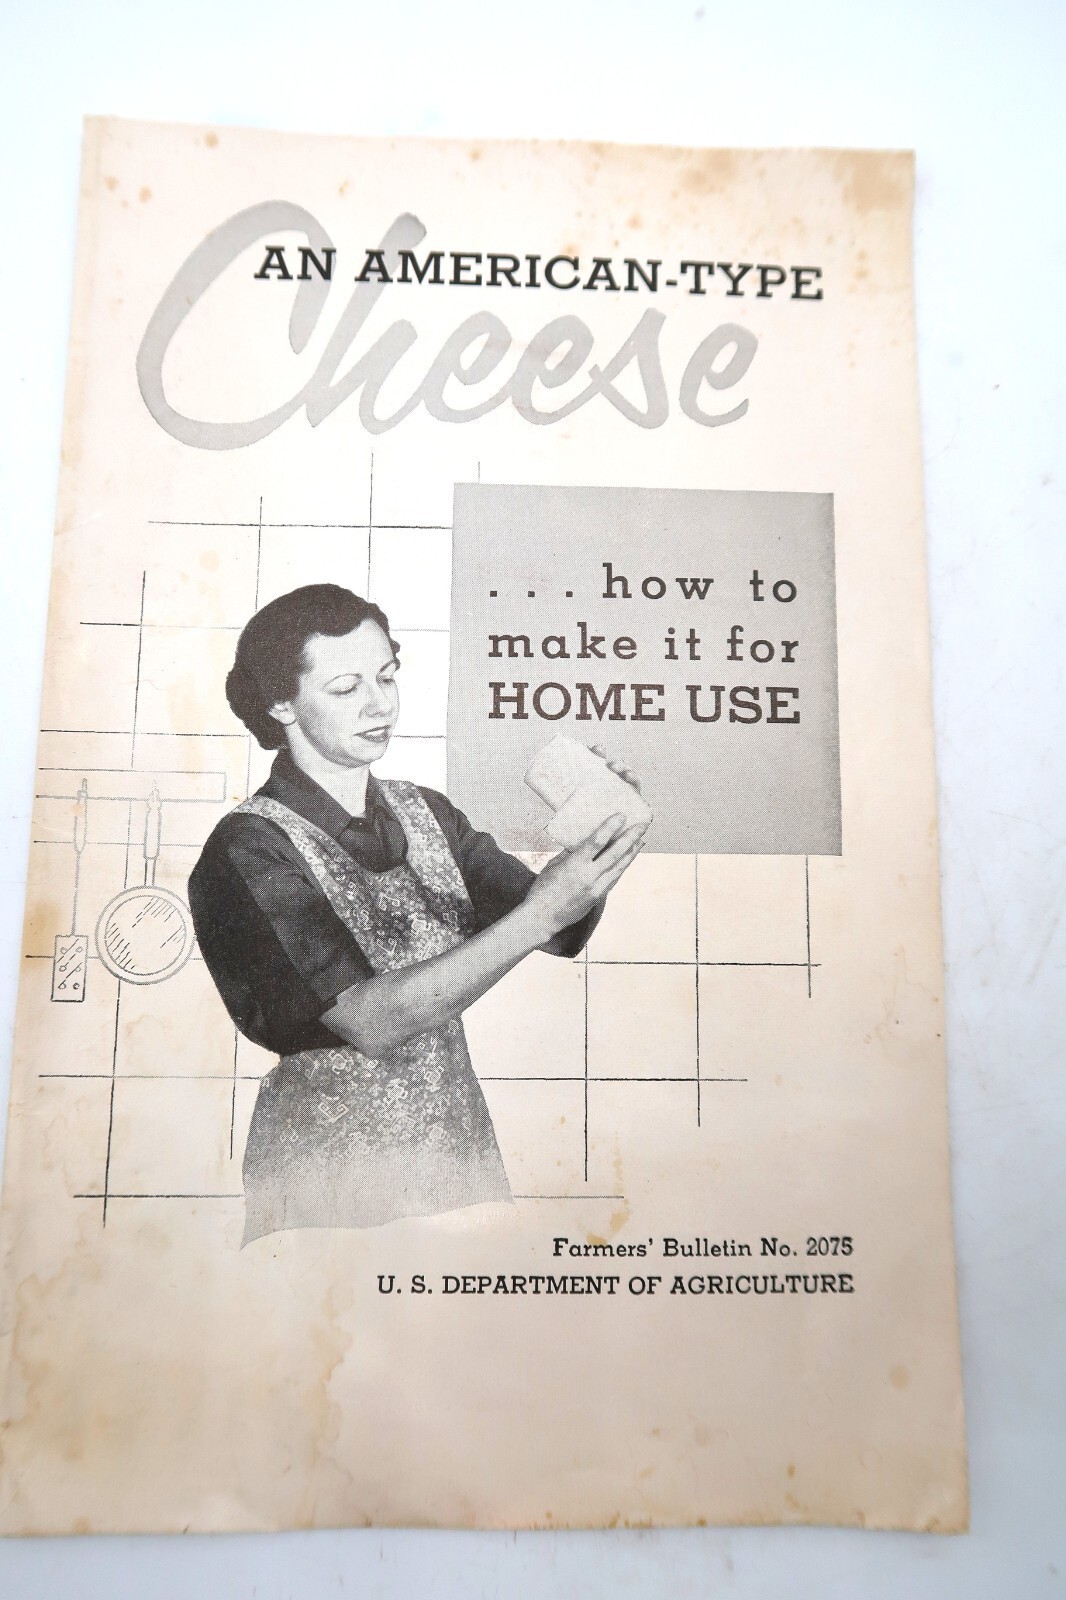 AN AMERICAN-TYPE
Cheese
. . . how to
make it for
HOME USE
Farmers' Bulletin No. 2075
U. S. DEPARTMENT OF AGRICULTURE